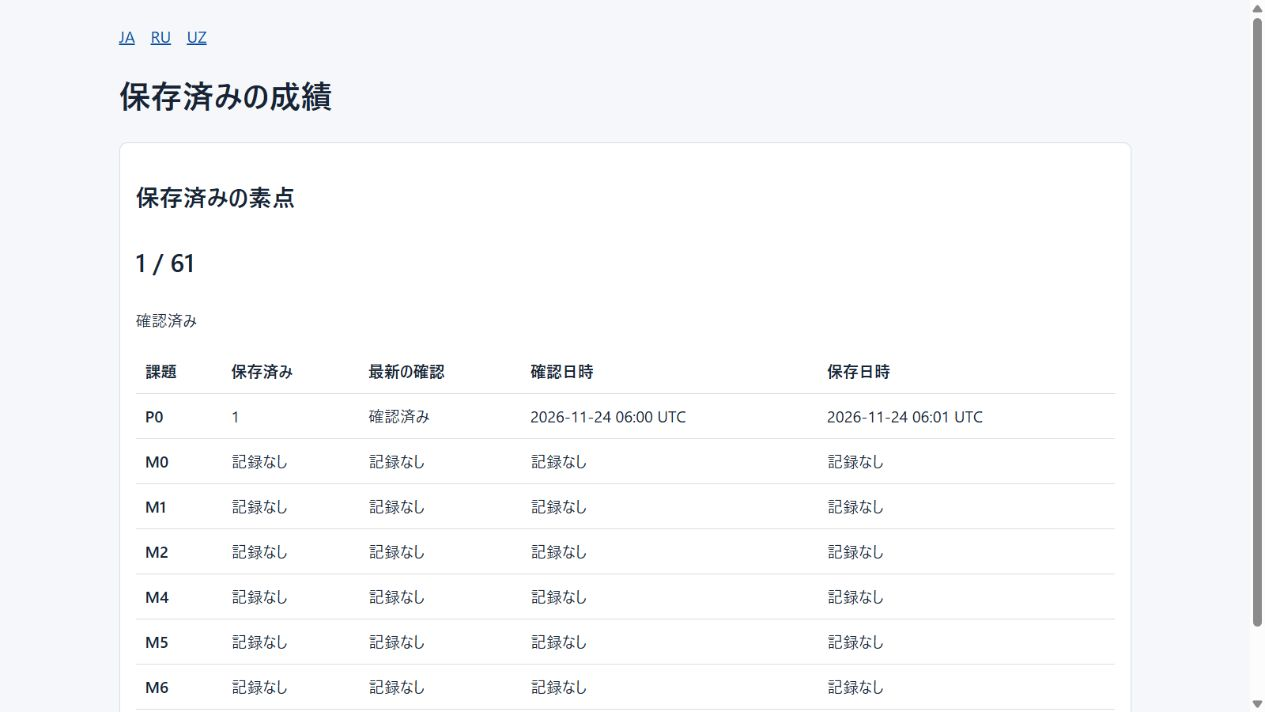 JA RU UZ
保存済みの成績
保存済みの素点
1 / 61
確認済み
課題 保存済み 最新の確認 確認日時 保存日時
P0 1 確認済み 2026-11-24 06:00 UTC 2026-11-24 06:01 UTC
M0 記録なし 記録なし 記録なし 記録なし
M1 記録なし 記録なし 記録なし 記録なし
M2 記録なし 記録なし 記録なし 記録なし
M4 記録なし 記録なし 記録なし 記録なし
M5 記録なし 記録なし 記録なし 記録なし
M6 記録なし 記録なし 記録なし 記録なし